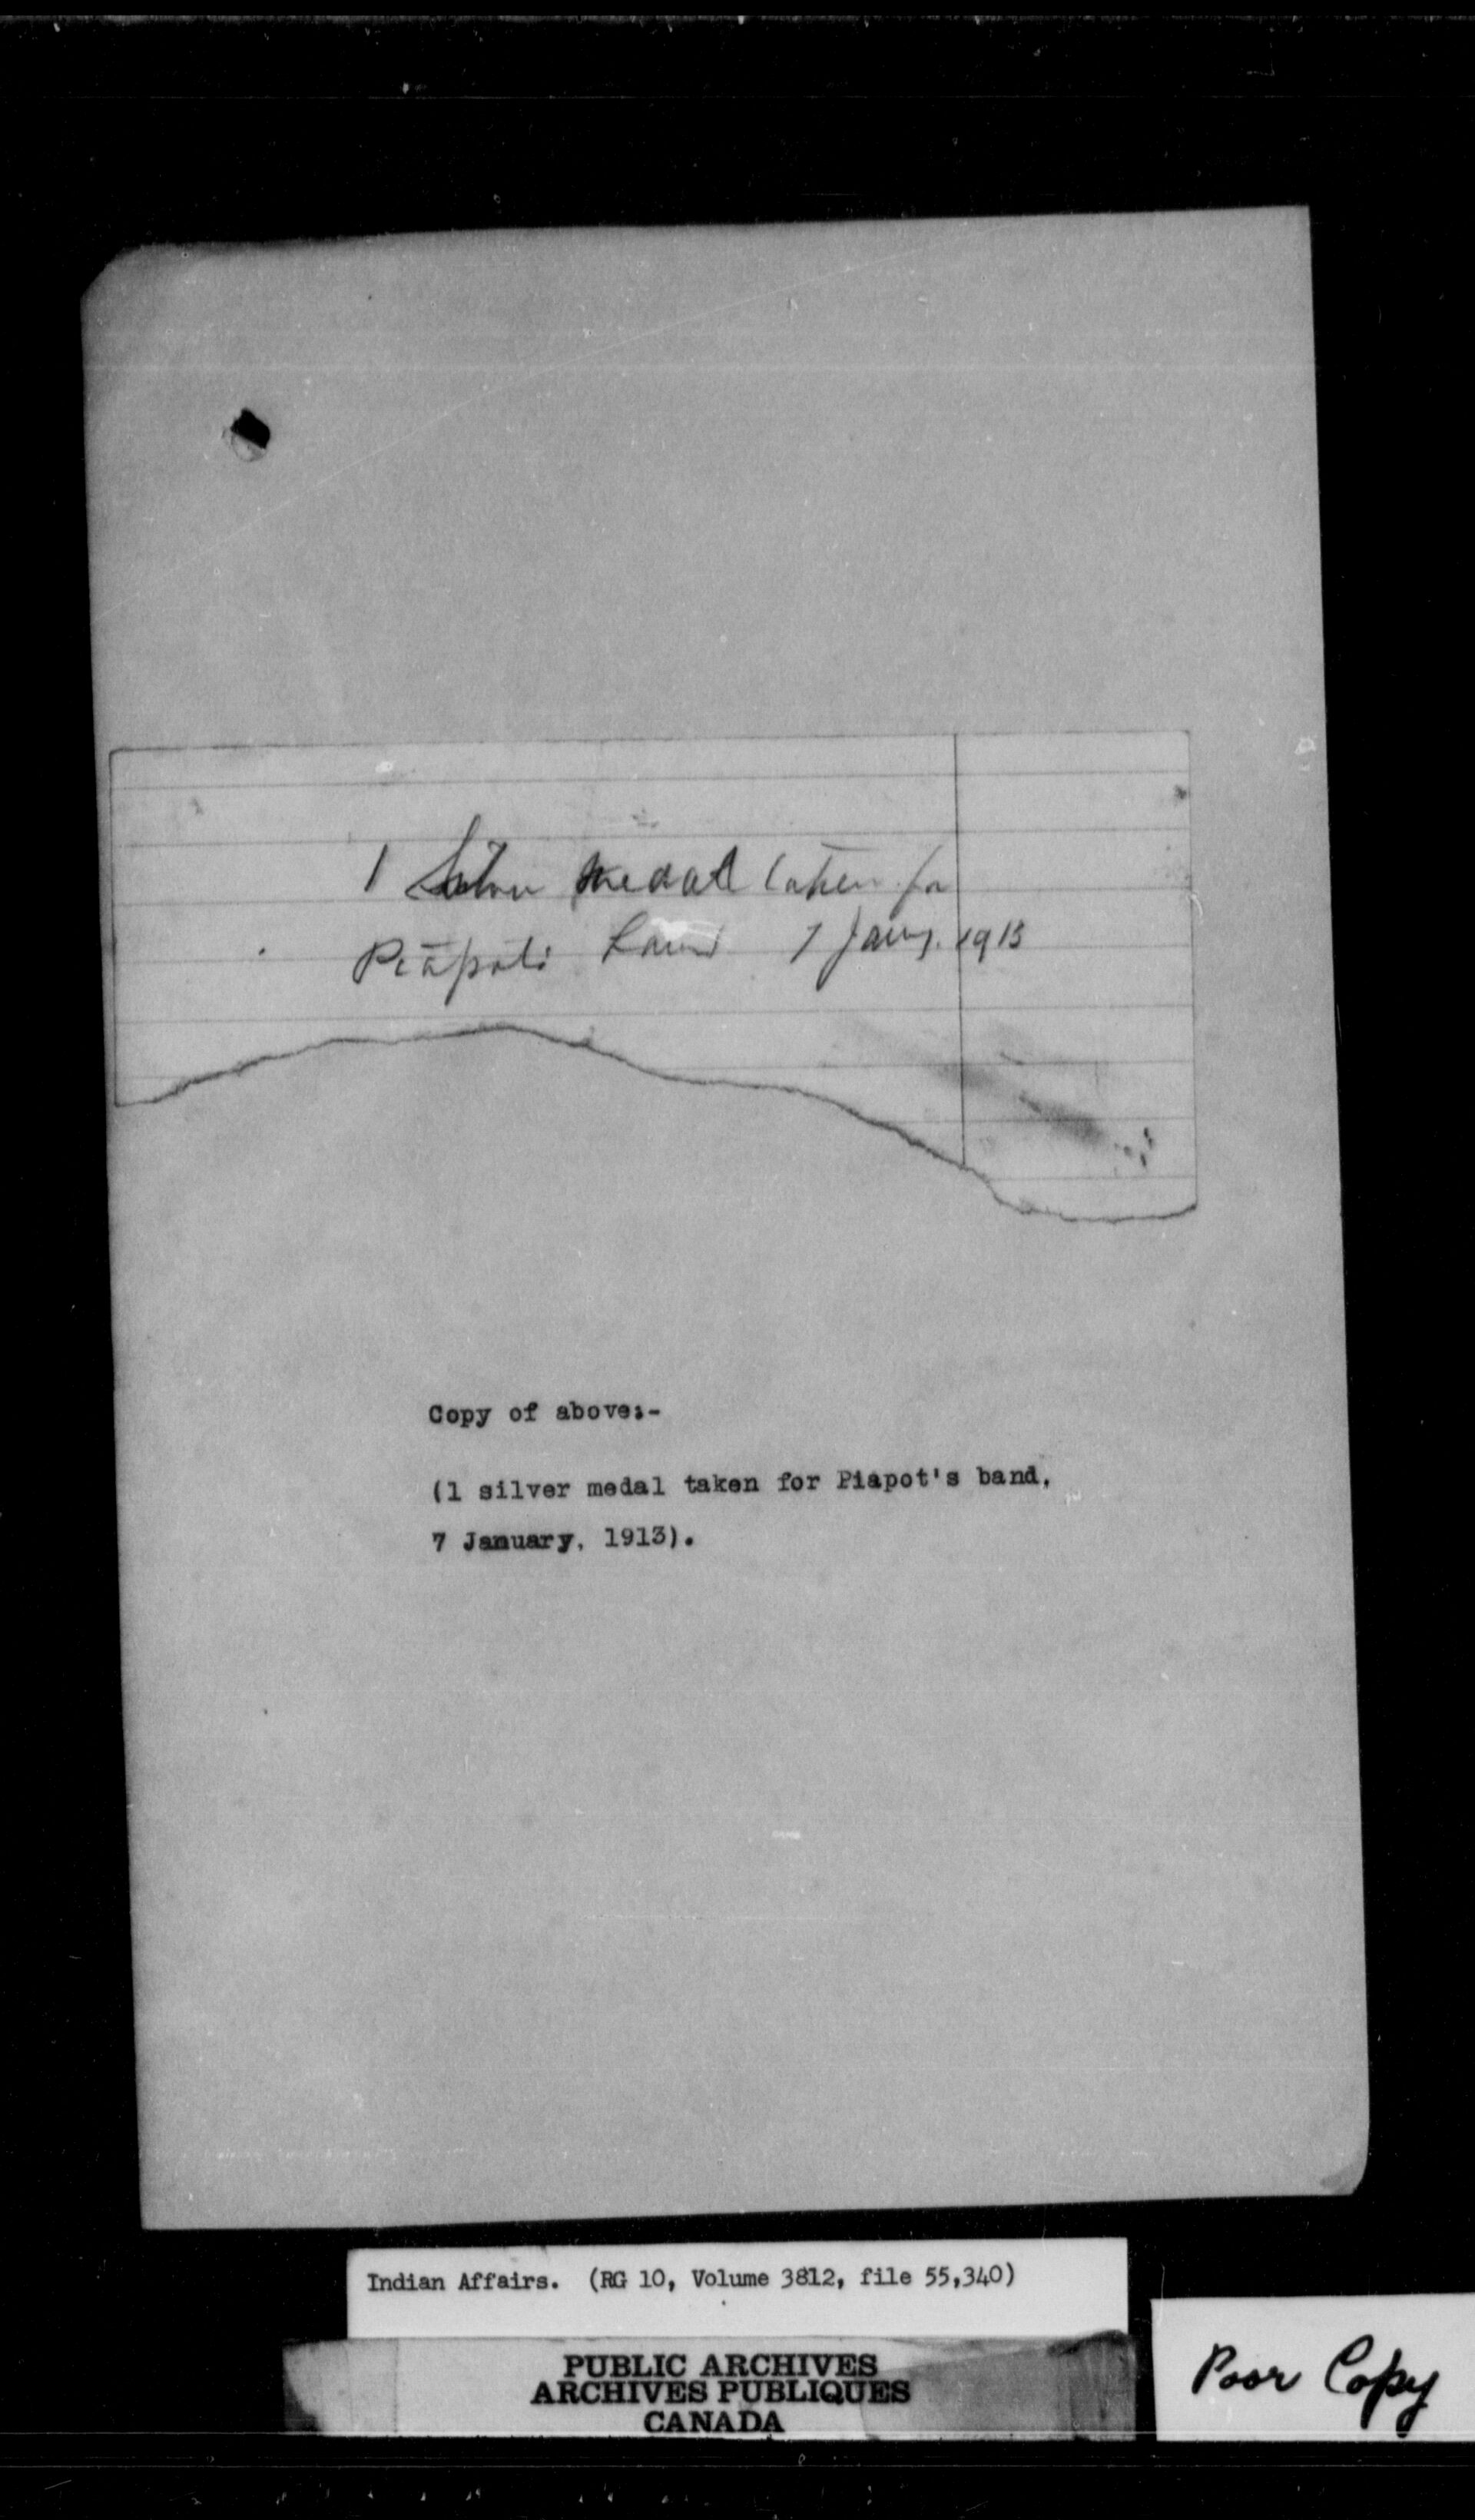 1 Silver medal taken for
Piapots band 7 Jany. 1913
Copy of above:-
(1 silver medal taken for Piapot's band,
7 January, 1913).
Indian Affairs. (RG 10, Volume 3812, file 55,340)
PUBLIC ARCHIVES
ARCHIVES PUBLIQUES
CANADA
Poor Copy